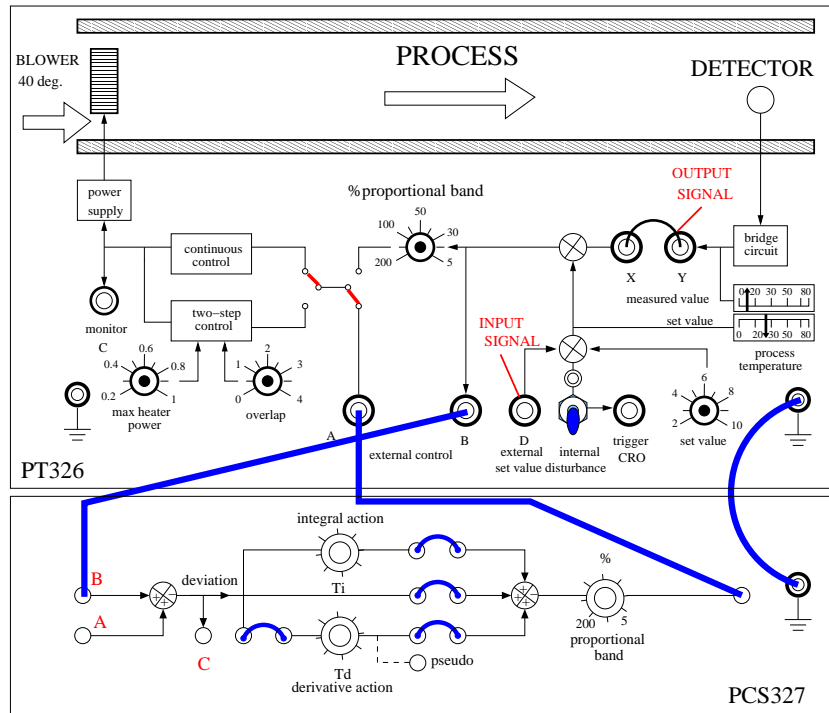 PROCESS
BLOWER
40 deg.
DETECTOR
OUTPUT
SIGNAL
% proportional band
power
supply
50
100
30
200
5
continuous
control
bridge
circuit
X
Y
measured value
0 20 30 50 80
set value
0 20 30 50 80
process
temperature
monitor
C
two-step
control
INPUT
SIGNAL
0.6
0.4
0.8
0.2
1
max heater
power
2
1
3
0
4
overlap
6
4
8
2
10
set value
A
external control
B
D
external
set value
internal
disturbance
trigger
CRO
PT326
integral action
%
B
deviation
Ti
A
200
5
proportional
band
C
Td
derivative action
pseudo
+
+
+
+
+
PCS327